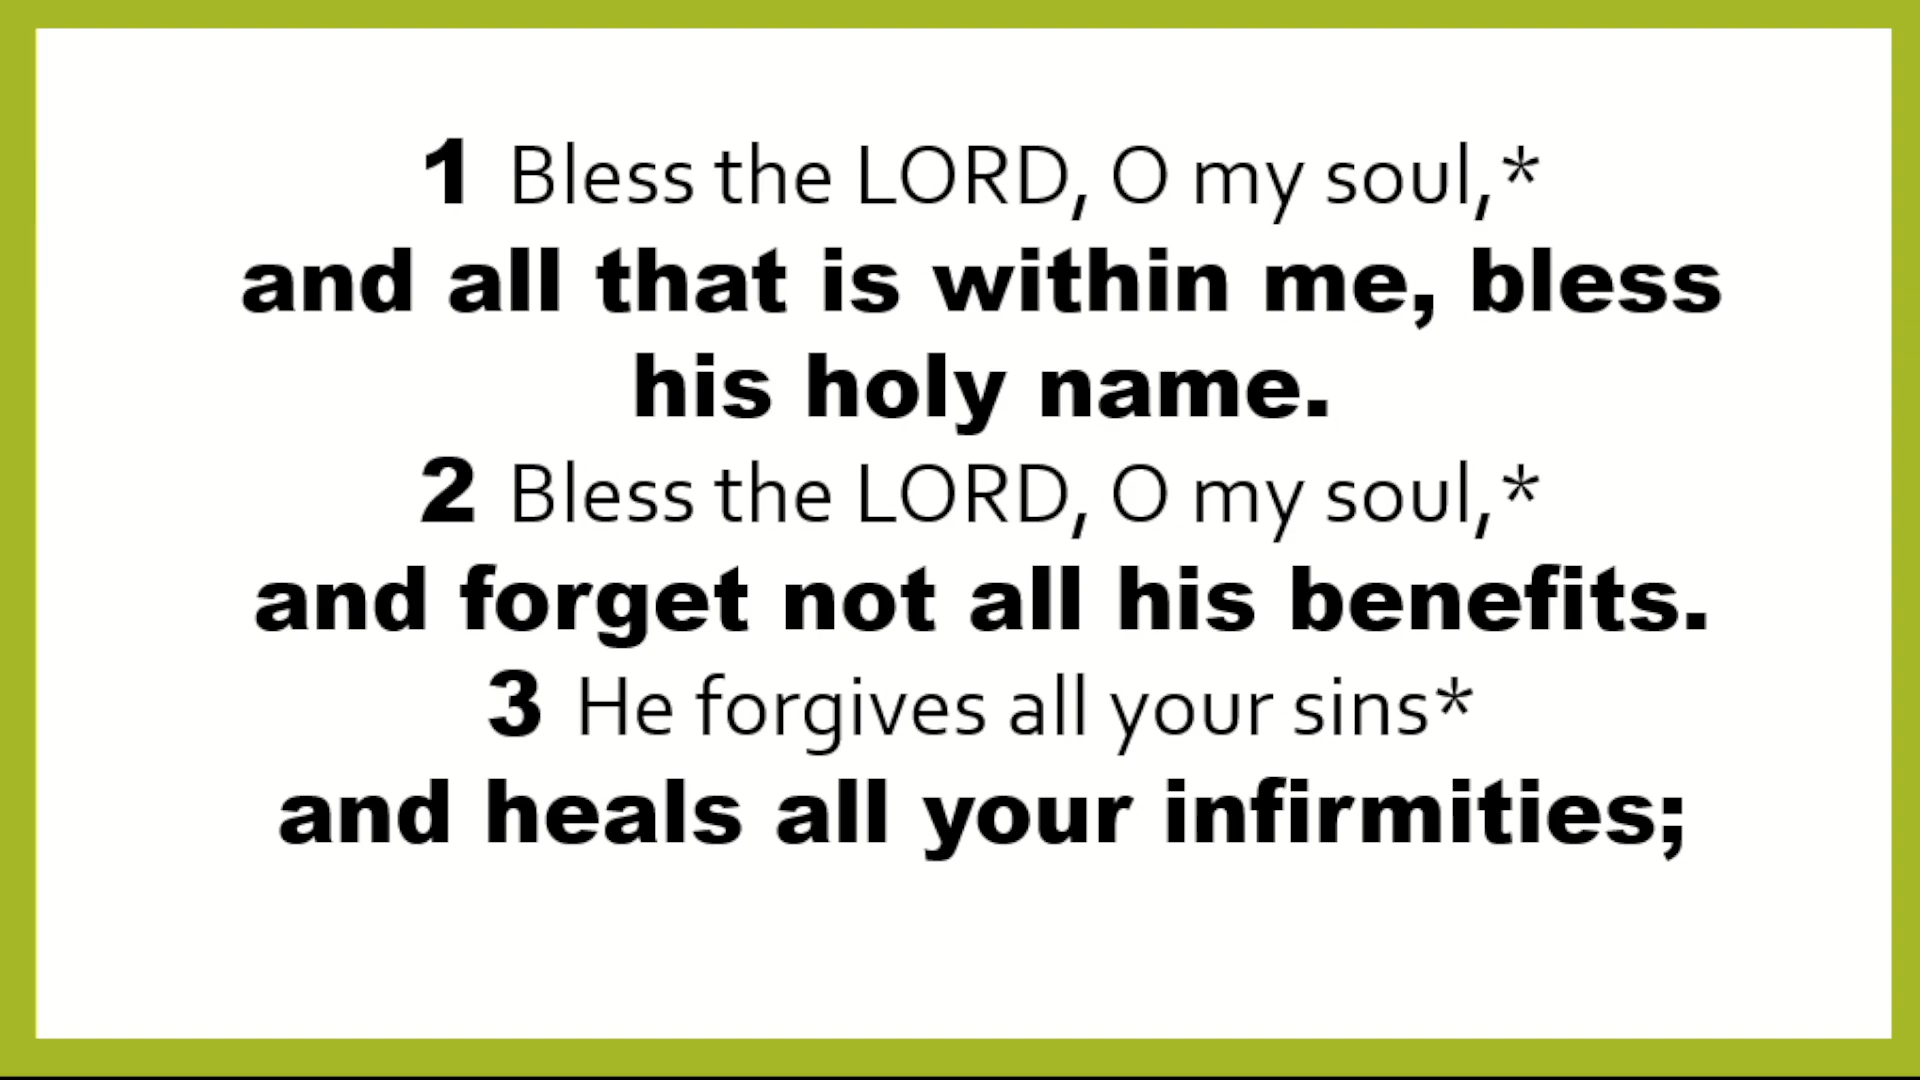 1 Bless the LORD, O my soul,*
and all that is within me, bless
his holy name.
2 Bless the LORD, O my soul,*
and forget not all his benefits.
3 He forgives all your sins*
and heals all your infirmities;